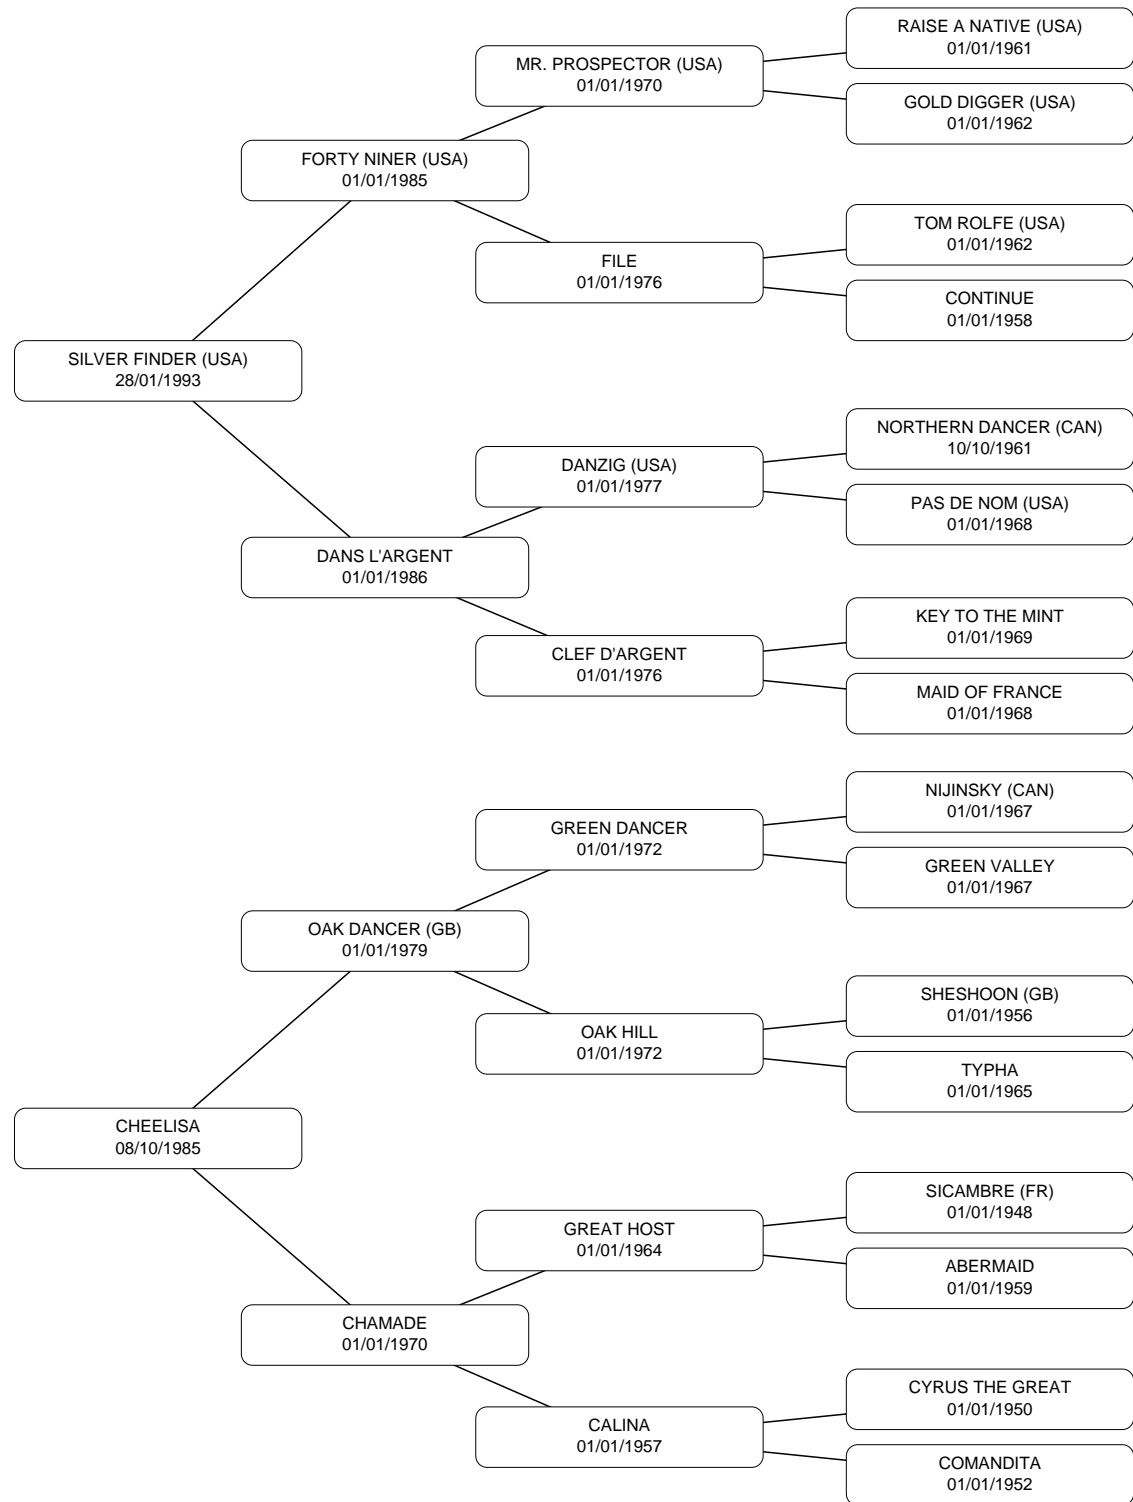 RAISE A NATIVE (USA)
01/01/1961
MR. PROSPECTOR (USA)
01/01/1970
GOLD DIGGER (USA)
01/01/1962
FORTY NINER (USA)
01/01/1985
TOM ROLFE (USA)
01/01/1962
FILE
01/01/1976
CONTINUE
01/01/1958
SILVER FINDER (USA)
28/01/1993
NORTHERN DANCER (CAN)
10/10/1961
DANZIG (USA)
01/01/1977
PAS DE NOM (USA)
01/01/1968
DANS L'ARGENT
01/01/1986
KEY TO THE MINT
01/01/1969
CLEF D'ARGENT
01/01/1976
MAID OF FRANCE
01/01/1968
NIJINSKY (CAN)
01/01/1967
GREEN DANCER
01/01/1972
GREEN VALLEY
01/01/1967
OAK DANCER (GB)
01/01/1979
SHESHOON (GB)
01/01/1956
OAK HILL
01/01/1972
TYPHA
01/01/1965
CHEELISA
08/10/1985
SICAMBRE (FR)
01/01/1948
GREAT HOST
01/01/1964
ABERMAID
01/01/1959
CHAMADE
01/01/1970
CYRUS THE GREAT
01/01/1950
CALINA
01/01/1957
COMANDITA
01/01/1952